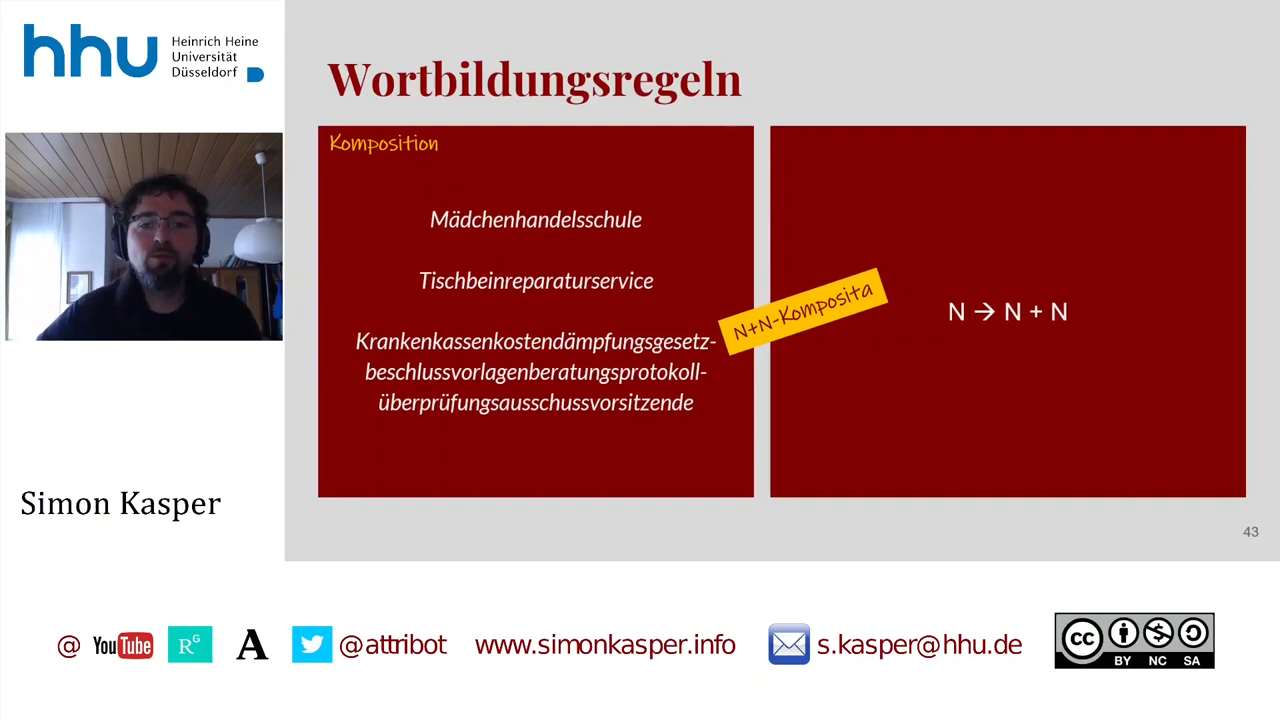 hhu
Heinrich Heine
Universität
Düsseldorf
Wortbildungsregeln
Komposition
Mädchenhandelsschule
Tischbeinreparaturservice
Krankenkassenkostendämpfungsgesetz-
beschlussvorlagenberatungsprotokoll-
überprüfungsausschussvorsitzende
N+N-Komposita
N → N + N
Simon Kasper
43
@ YouTube RG A @attribot www.simonkasper.info s.kasper@hhu.de
cc
BY NC SA